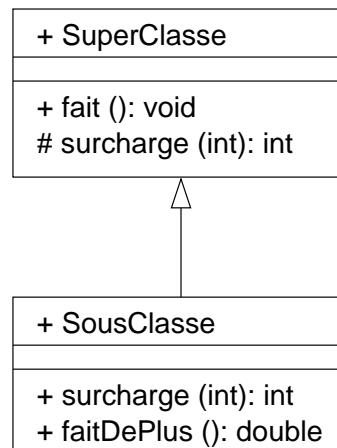 + SuperClasse
+ fait (): void
# surcharge (int): int
+ SousClasse
+ surcharge (int): int
+ faitDePlus (): double